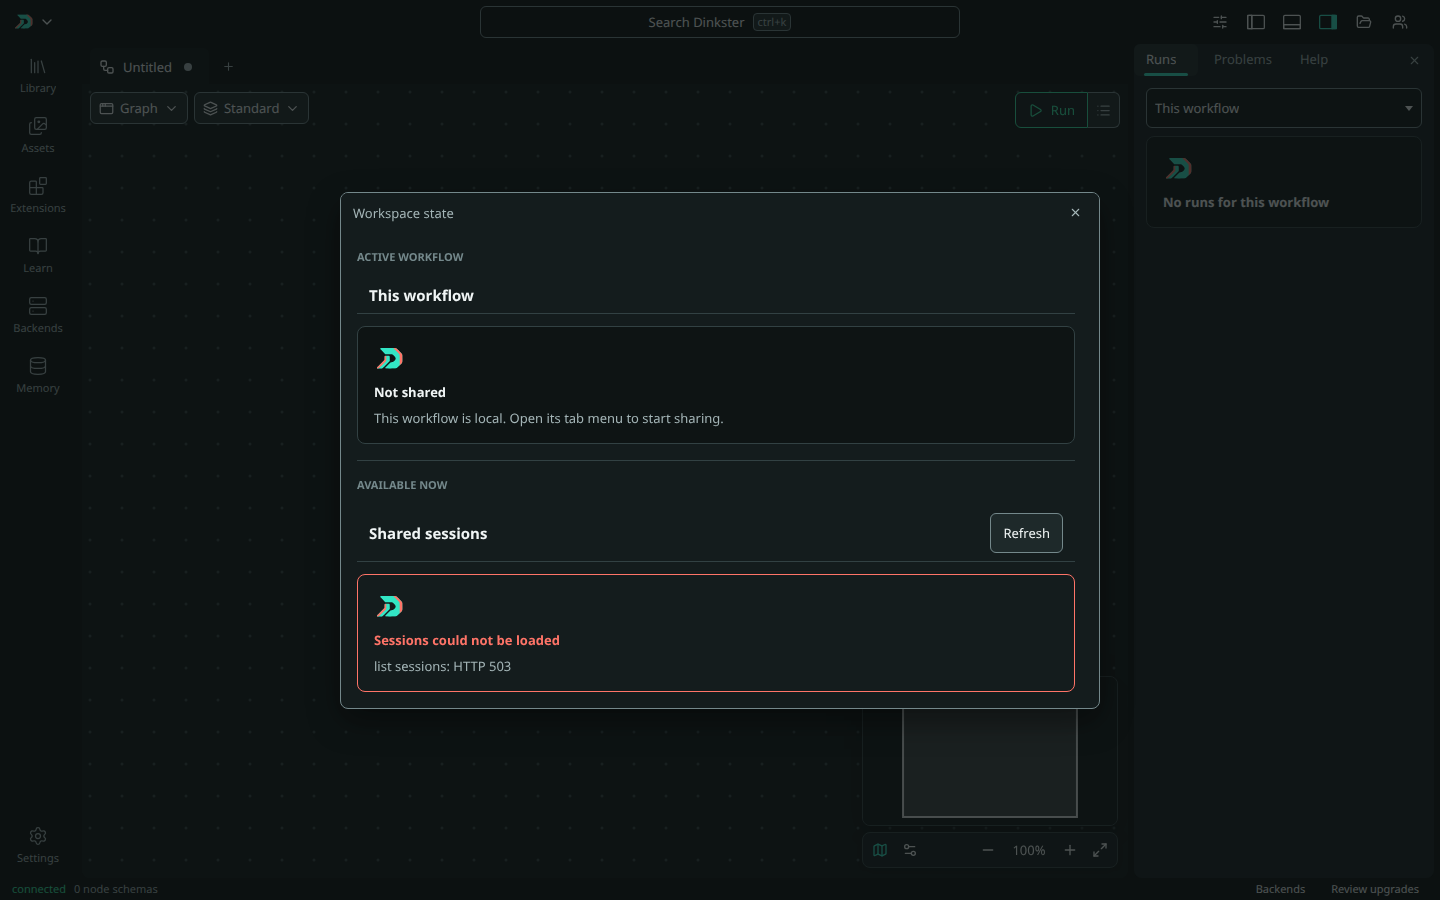 Search Dinkster ctrl+k
Library
Assets
Extensions
Learn
Backends
Memory
Settings
Untitled
Graph
Standard
Run
Runs
Problems
Help
This workflow
No runs for this workflow
Workspace state
ACTIVE WORKFLOW
This workflow
Not shared
This workflow is local. Open its tab menu to start sharing.
AVAILABLE NOW
Shared sessions
Refresh
Sessions could not be loaded
list sessions: HTTP 503
100%
connected 0 node schemas
Backends
Review upgrades